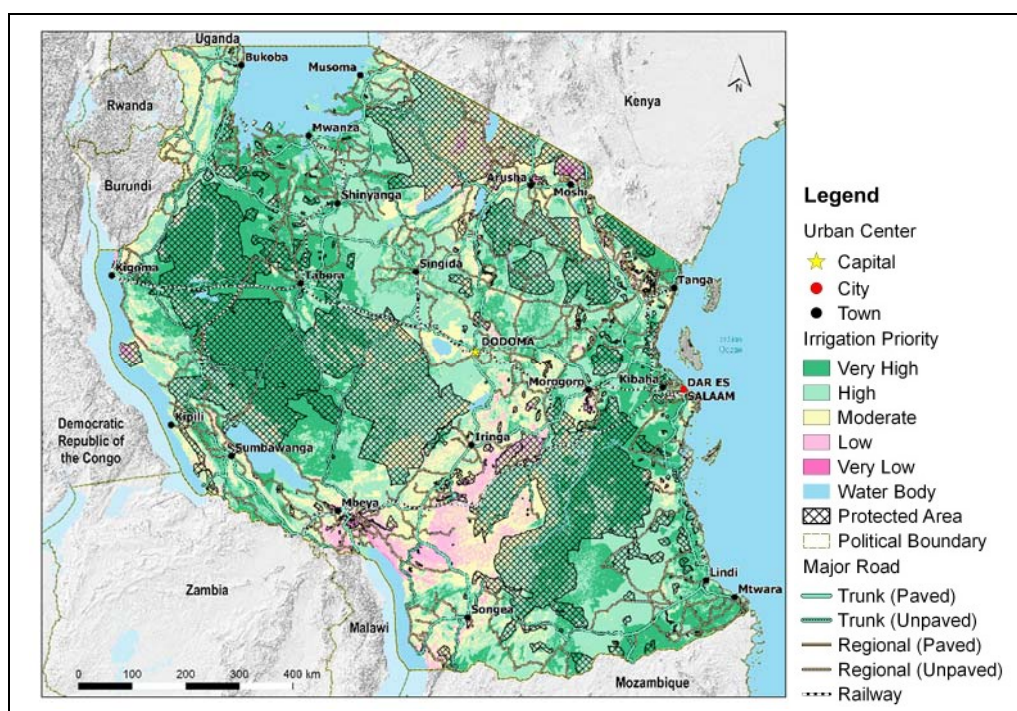 Uganda
Bukoba
Musoma
Rwanda
Kenya
N
Mwanza
Burundi
Arusha
Moshi
Shinyanga
Kigoma
Tabora
Singida
Tanga
DODOMA
Indian
Ocean
Morogoro
Kibaha
DAR ES
SALAAM
Kipili
Democratic
Republic of
the Congo
Sumbawanga
Iringa
Mbeya
Zambia
Lindi
Mtwara
Songea
Malawi
Mozambique
0 100 200 300 400 km
Legend
Urban Center
Capital
City
Town
Irrigation Priority
Very High
High
Moderate
Low
Very Low
Water Body
Protected Area
Political Boundary
Major Road
Trunk (Paved)
Trunk (Unpaved)
Regional (Paved)
Regional (Unpaved)
Railway